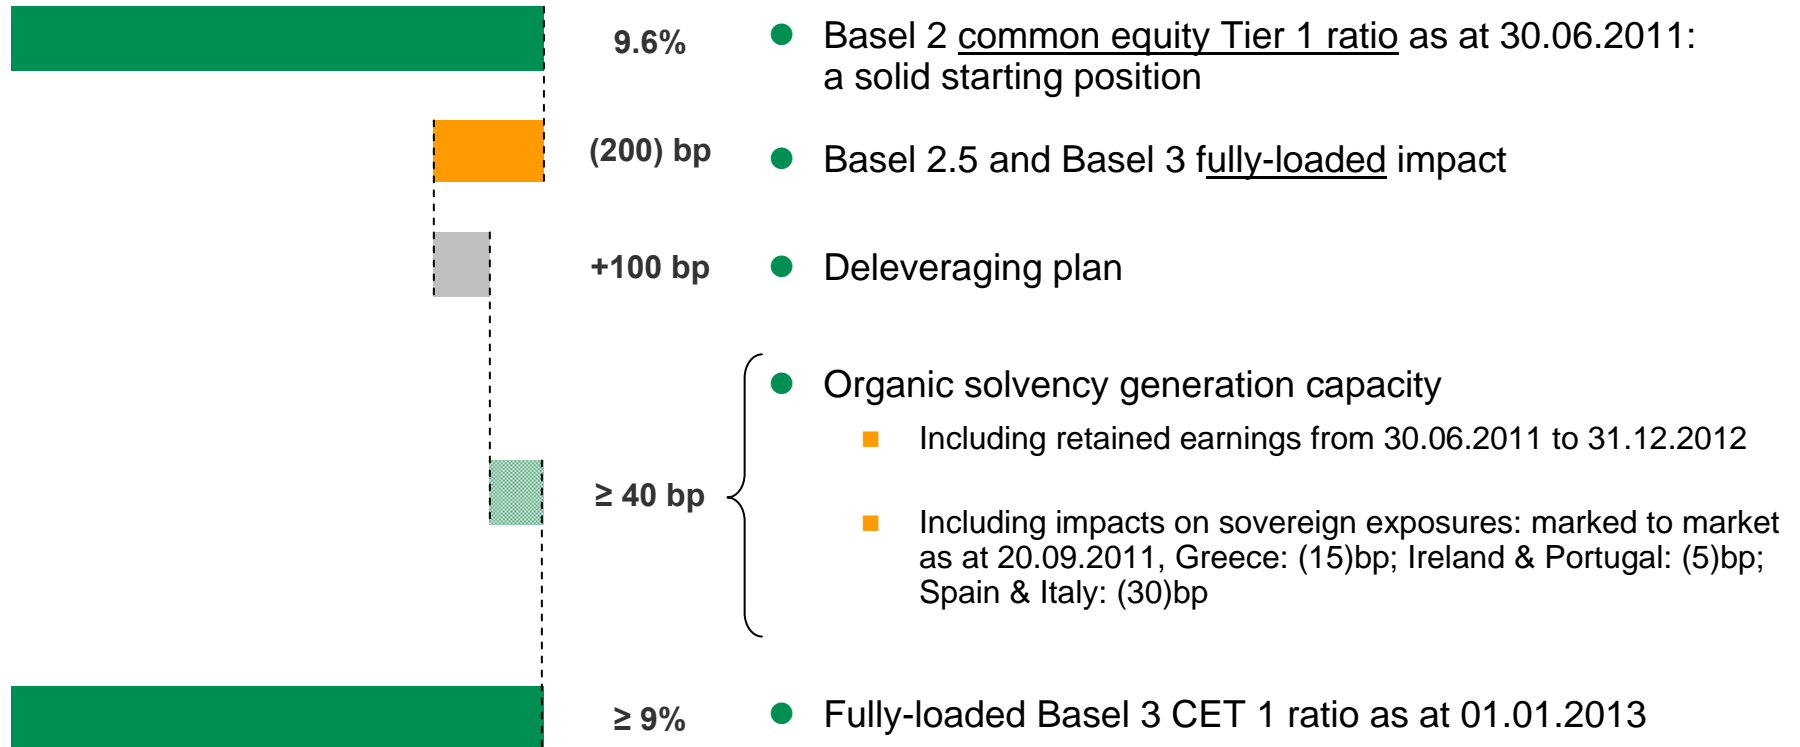 9.6%
Basel 2 common equity Tier 1 ratio as at 30.06.2011:
a solid starting position
(200) bp
Basel 2.5 and Basel 3 fully-loaded impact
+100 bp
Deleveraging plan
Organic solvency generation capacity
Including retained earnings from 30.06.2011 to 31.12.2012
≥ 40 bp
Including impacts on sovereign exposures: marked to market
as at 20.09.2011, Greece: (15)bp; Ireland & Portugal: (5)bp;
Spain & Italy: (30)bp
≥ 9%
Fully-loaded Basel 3 CET 1 ratio as at 01.01.2013